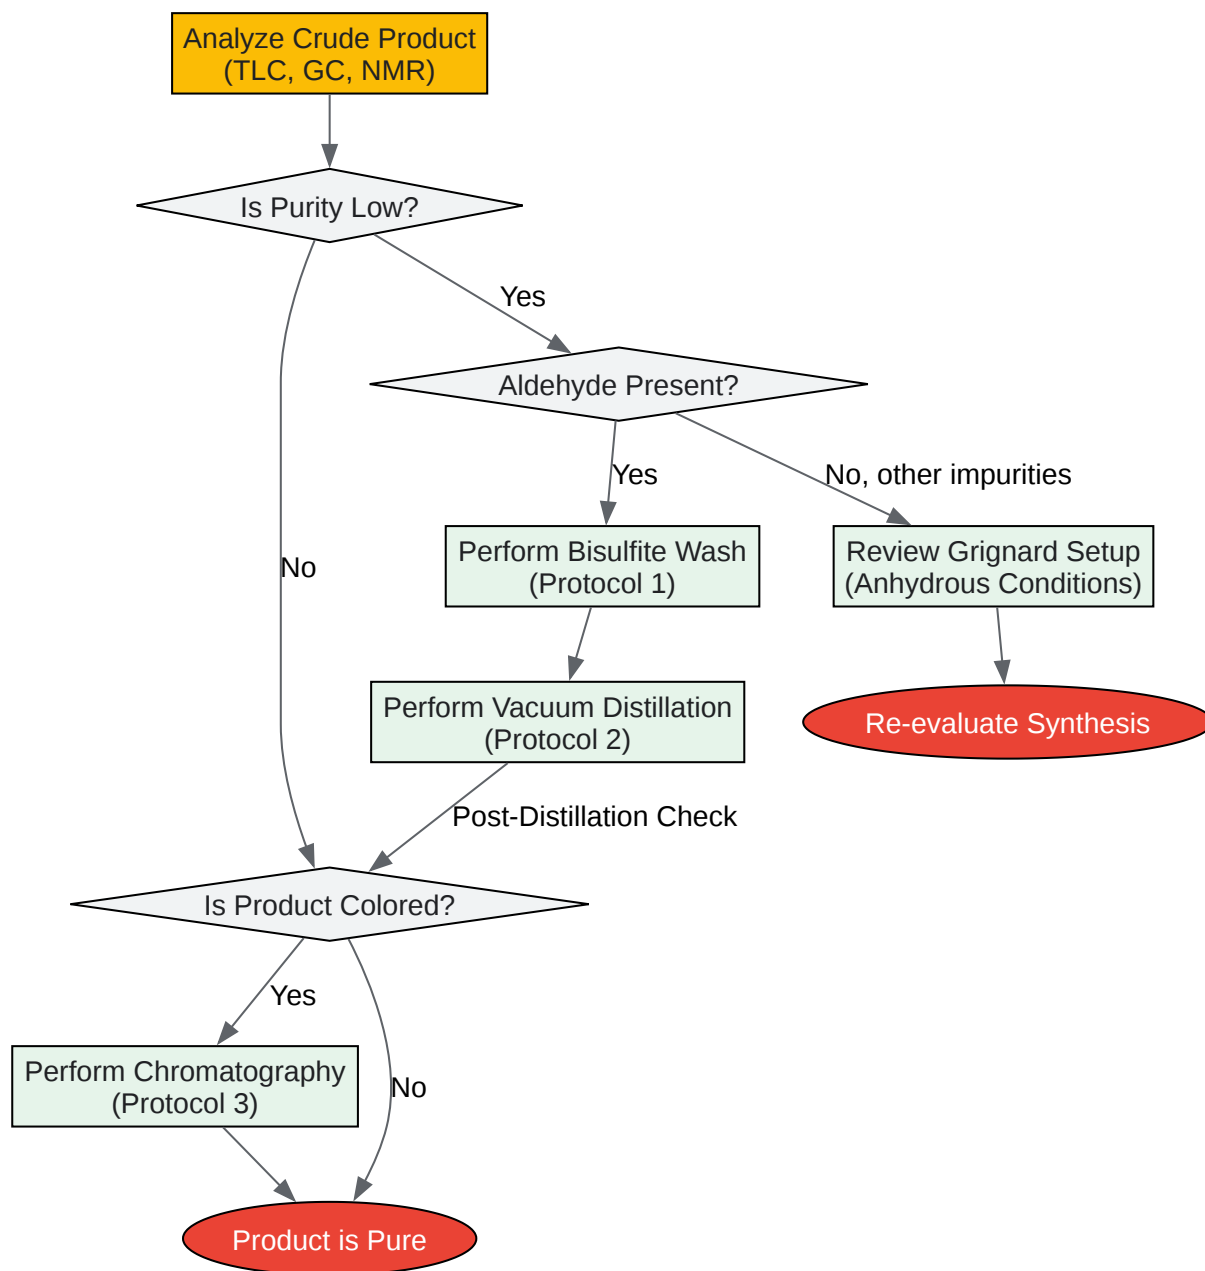 Analyze Crude Product
(TLC, GC, NMR)
Is Purity Low?
Yes
Aldehyde Present?
Yes
No, other impurities
No
Perform Bisulfite Wash
(Protocol 1)
Review Grignard Setup
(Anhydrous Conditions)
Perform Vacuum Distillation
(Protocol 2)
Re-evaluate Synthesis
Post-Distillation Check
Is Product Colored?
Yes
Perform Chromatography
(Protocol 3)
No
Product is Pure